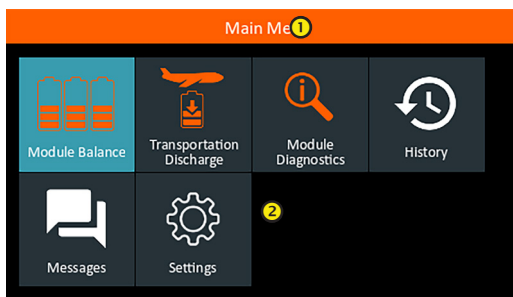 Main Me 1
Module Balance
Transportation
Discharge
Module
Diagnostics
History
2
Messages
Settings